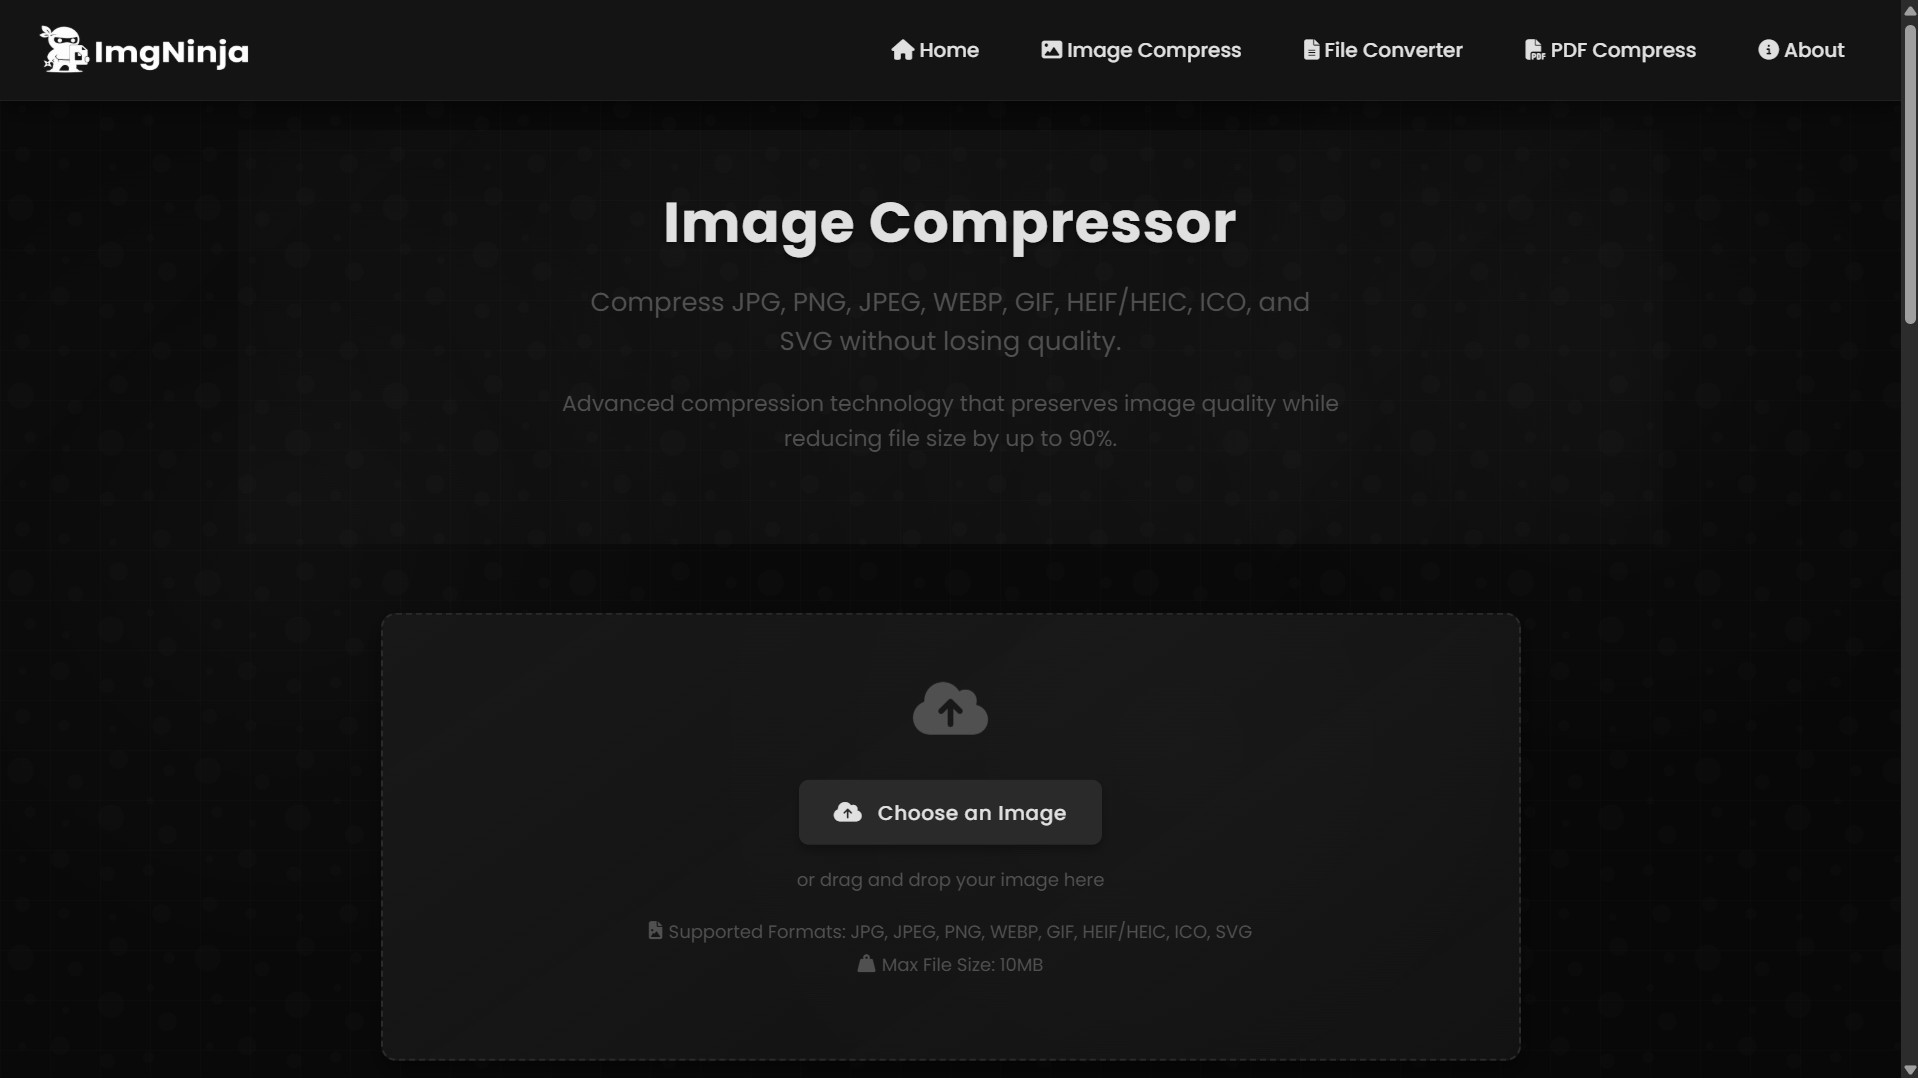 ImgNinja
Home
Image Compress
File Converter
PDF Compress
About
Image Compressor
Compress JPG, PNG, JPEG, WEBP, GIF, HEIF/HEIC, ICO, and
SVG without losing quality.
Advanced compression technology that preserves image quality while
reducing file size by up to 90%.
Choose an Image
or drag and drop your image here
Supported Formats: JPG, JPEG, PNG, WEBP, GIF, HEIF/HEIC, ICO, SVG
Max File Size: 10MB